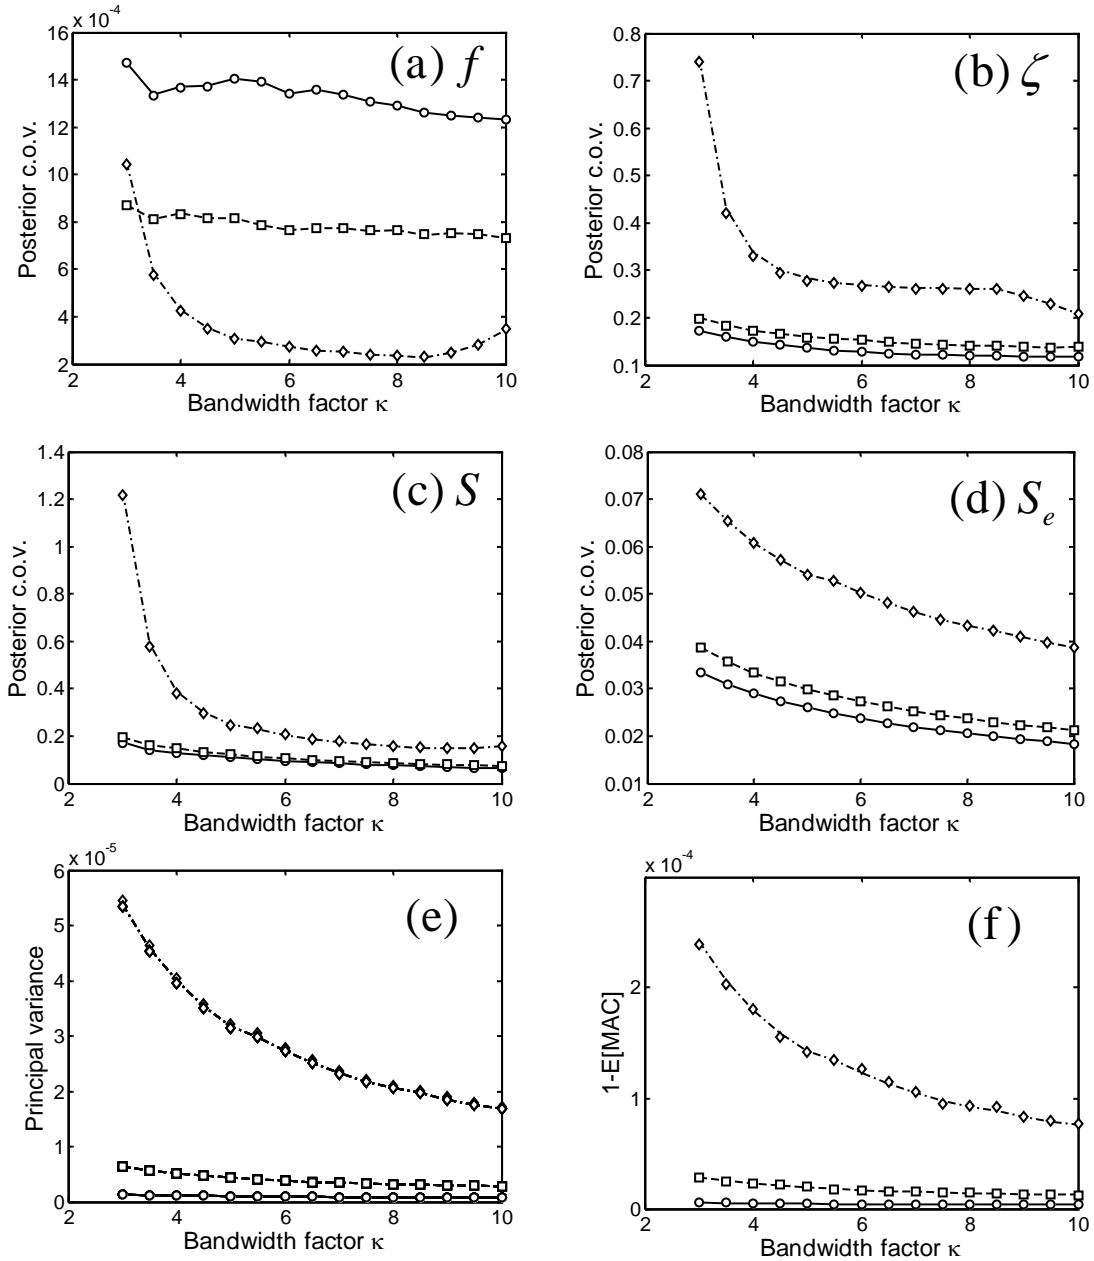 x 10⁻⁴
16
14
12
10
8
6
4
2
2 4 6 8 10
Posterior c.o.v.
Bandwidth factor κ
(a) f
0.8
0.7
0.6
0.5
0.4
0.3
0.2
0.1
2 4 6 8 10
Posterior c.o.v.
Bandwidth factor κ
(b) ζ
1.4
1.2
1
0.8
0.6
0.4
0.2
0
2 4 6 8 10
Posterior c.o.v.
Bandwidth factor κ
(c) S
0.08
0.07
0.06
0.05
0.04
0.03
0.02
0.01
2 4 6 8 10
Posterior c.o.v.
Bandwidth factor κ
(d) Sₑ
x 10⁻⁵
6
5
4
3
2
1
0
2 4 6 8 10
Principal variance
Bandwidth factor κ
(e)
x 10⁻⁴
2
1
0
2 4 6 8 10
1-E[MAC]
Bandwidth factor κ
(f)